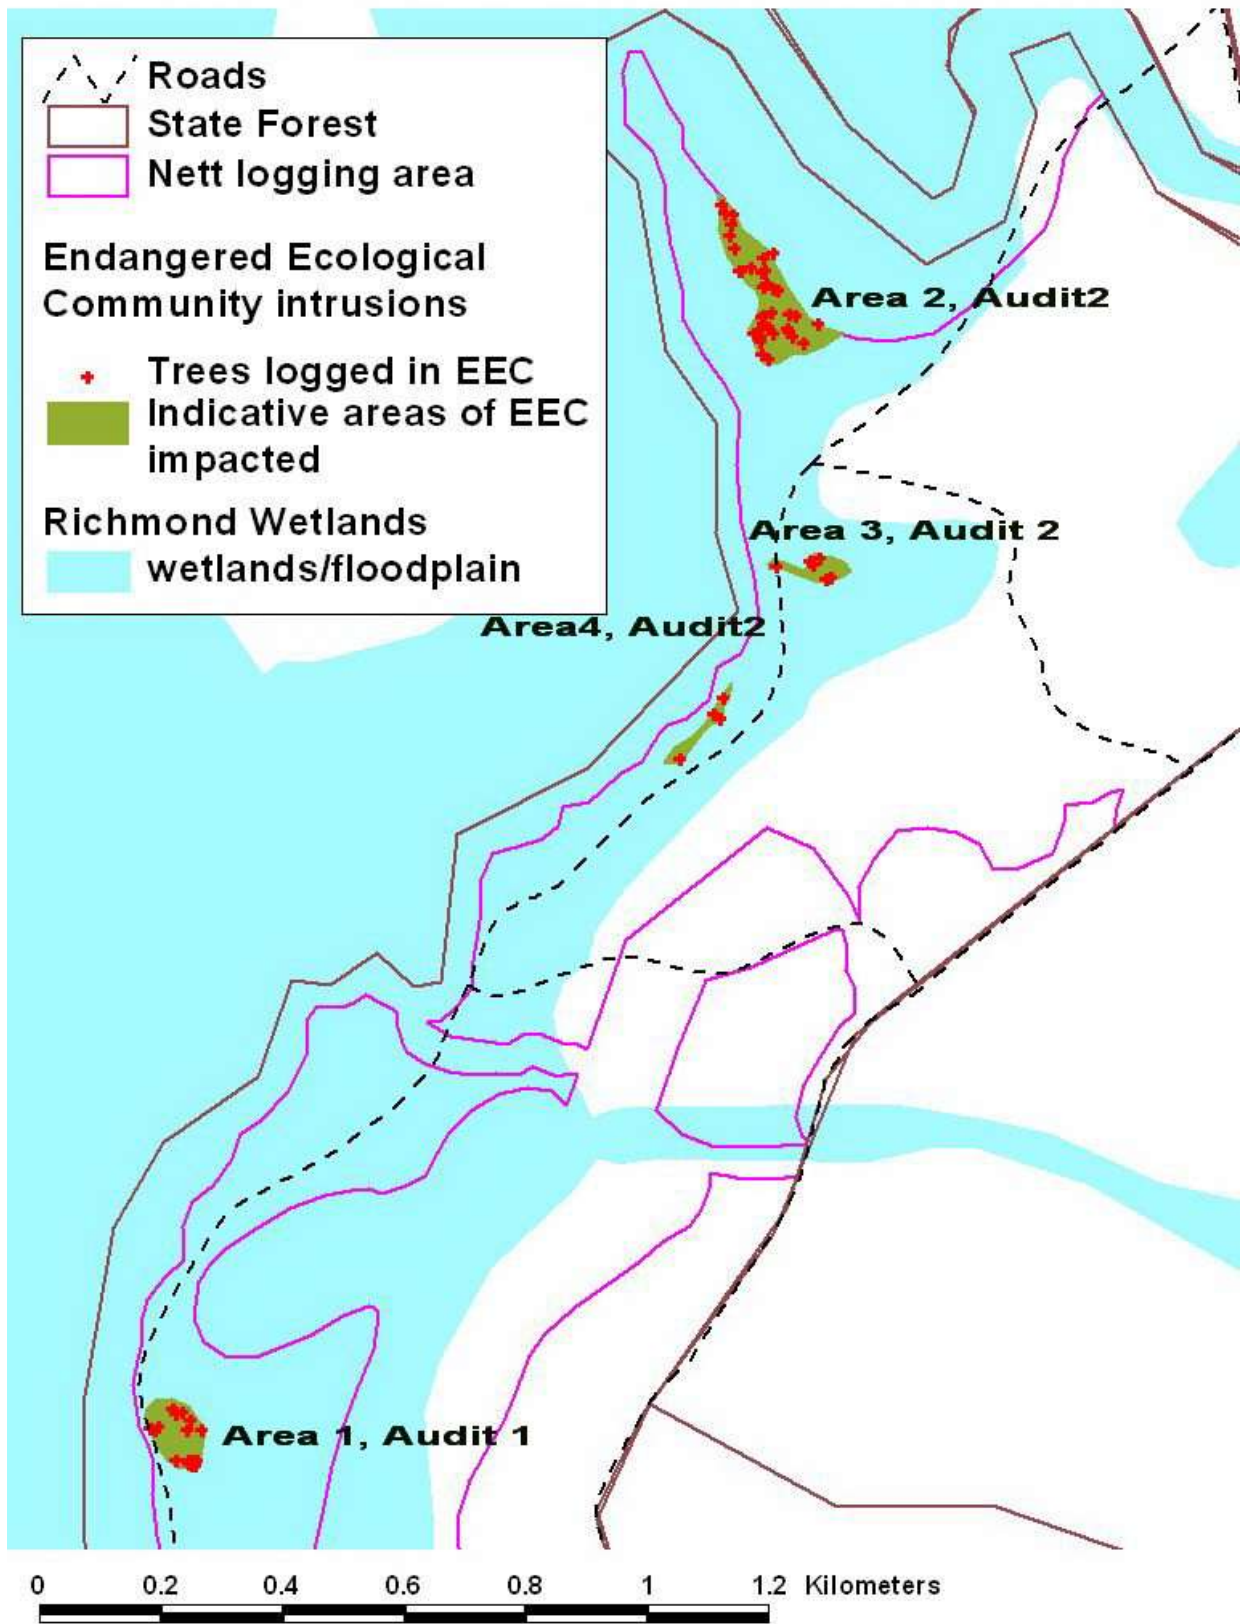 Roads
State Forest
Nett logging area
Endangered Ecological
Community intrusions
Trees logged in EEC
Indicative areas of EEC
impacted
Richmond Wetlands
wetlands/floodplain
Area 2, Audit2
Area 3, Audit 2
Area4, Audit2
Area 1, Audit 1
0 0.2 0.4 0.6 0.8 1 1.2 Kilometers